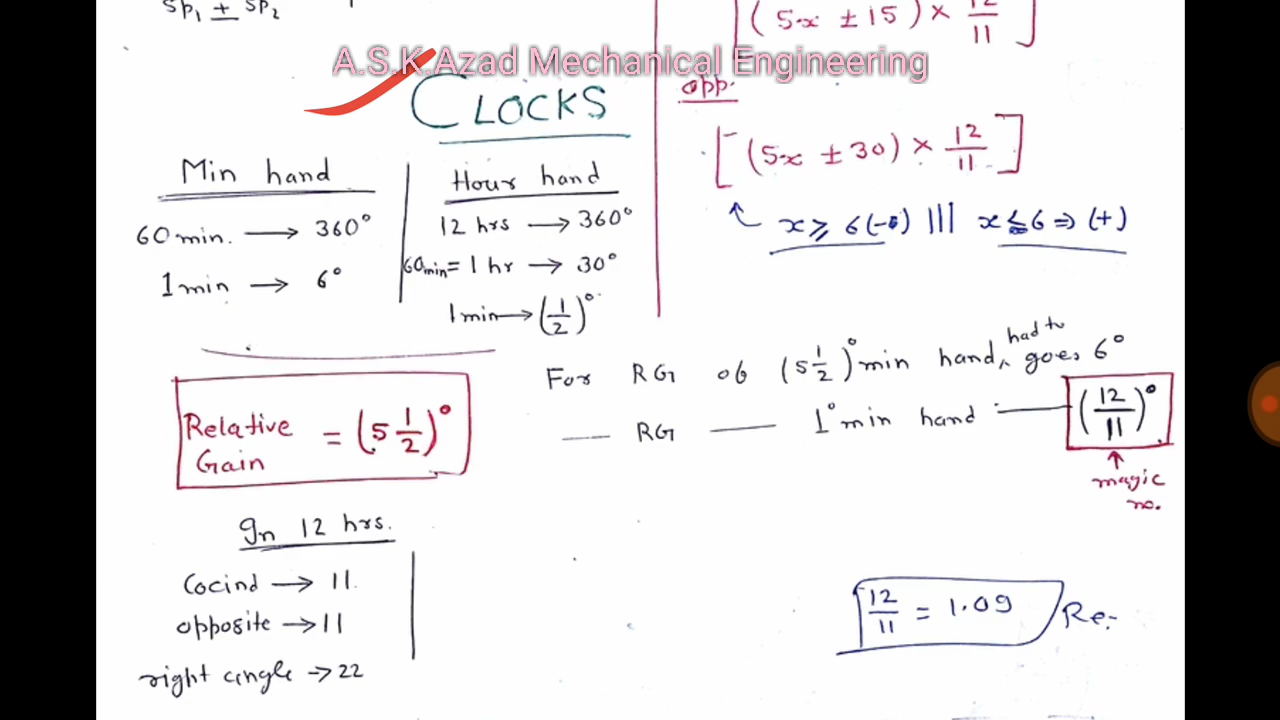 SP₁ ± SP₂
[(5x ± 15) × 12/11]
A.S.K.Azad Mechanical Engineering
CLOCKS
Min hand
60 min. → 360°
1 min → 6°
Hour hand
12 hrs → 360°
60min = 1 hr → 30°
1 min → (1/2)°
opp.
[(5x ± 30) × 12/11]
x ≥ 6 (-) ||| x ≤ 6 ⇒ (+)
Relative Gain = (5 1/2)°
For RG of (5 1/2)° min hand, had to goes 6°
— RG — 1° min hand — (12/11)°
↑
magic
no.
In 12 hrs.
Cocind → 11.
opposite → 11
right angle → 22
12/11 = 1.09 Re: